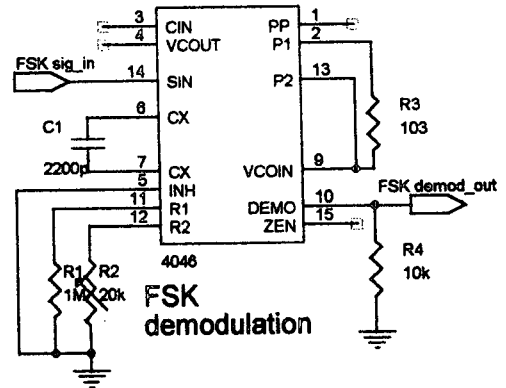 3 CIN PP 1
4 VCOUT P1 2
FSK sig_in
14 SIN P2 13
R3
103
6 CX
C1
2200p
7 CX VCOIN 9
5 INH
FSK demod_out
11 R1 DEMO 10
12 R2 ZEN 15
R4
10k
4046
R1 R2
1M 20k
FSK
demodulation